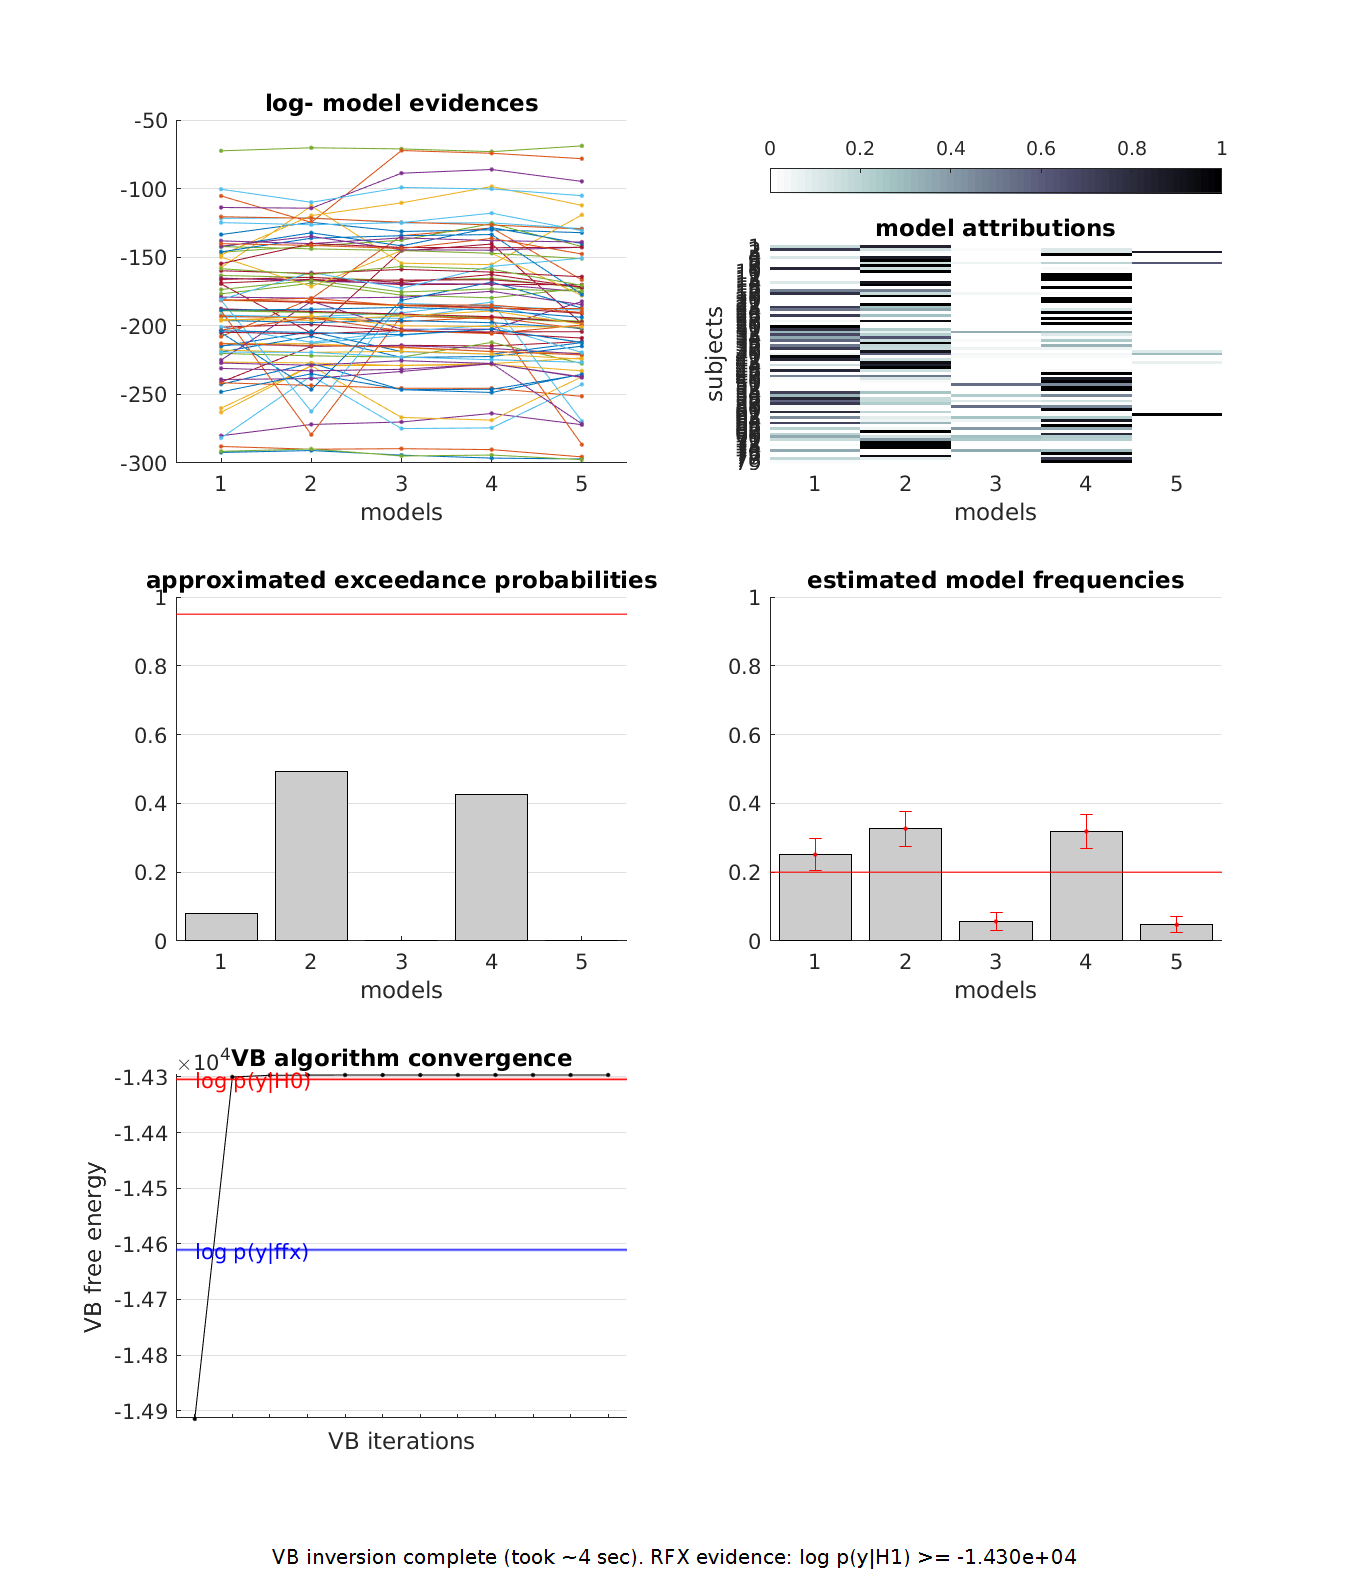 log- model evidences
-50
-100
-150
-200
-250
-300
1 2 3 4 5
models
0 0.2 0.4 0.6 0.8 1
model attributions
subjects
1 2 3 4 5
models
approximated exceedance probabilities
1
0.8
0.6
0.4
0.2
0
1 2 3 4 5
models
estimated model frequencies
1
0.8
0.6
0.4
0.2
0
1 2 3 4 5
models
×10⁴
VB algorithm convergence
-1.43
-1.44
-1.45
-1.46
-1.47
-1.48
-1.49
log p(y|H0)
log p(y|ffx)
VB free energy
VB iterations
VB inversion complete (took ~4 sec). RFX evidence: log p(y|H1) >= -1.430e+04